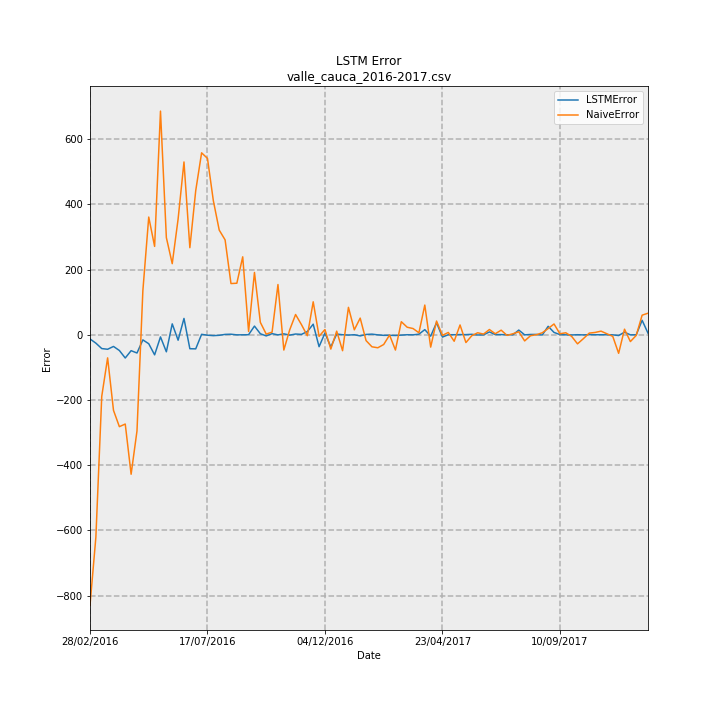 LSTM Error
valle_cauca_2016-2017.csv
LSTMError
NaiveError
Error
600
400
200
0
−200
−400
−600
−800
28/02/2016
17/07/2016
04/12/2016
23/04/2017
10/09/2017
Date